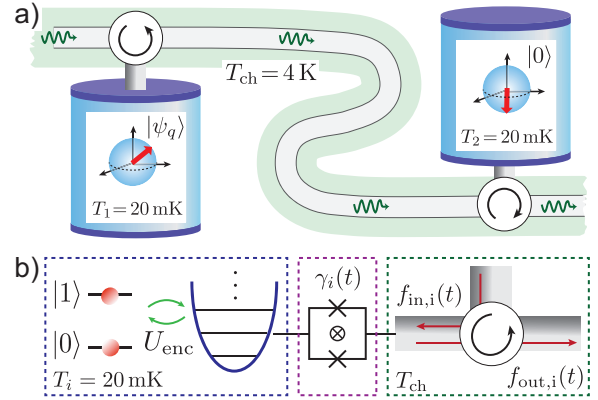 a)
|ψ_q⟩
T_1 = 20 mK
T_ch = 4 K
|0⟩
T_2 = 20 mK
b)
|1⟩
|0⟩
U_enc
T_i = 20 mK
γ_i(t)
f_in,i(t)
f_out,i(t)
T_ch